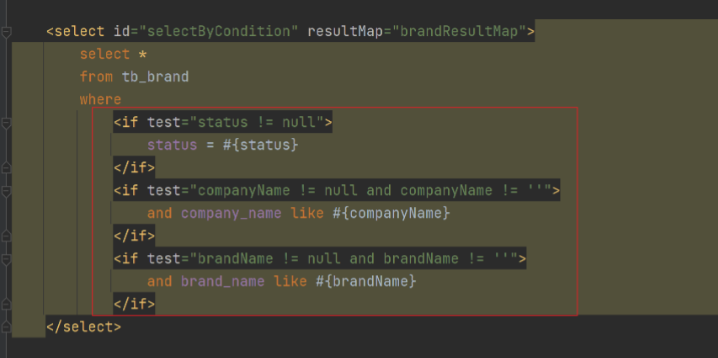 <select id="selectByCondition" resultMap="brandResultMap">
select *
from tb_brand
where
<if test="status != null">
status = #{status}
</if>
<if test="companyName != null and companyName != ''">
and company_name like #{companyName}
</if>
<if test="brandName != null and brandName != ''">
and brand_name like #{brandName}
</if>
</select>